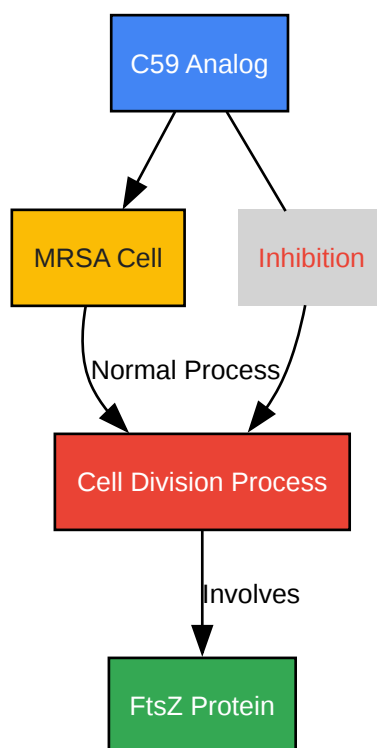 C59 Analog
MRSA Cell
Inhibition
Normal Process
Cell Division Process
Involves
FtsZ Protein